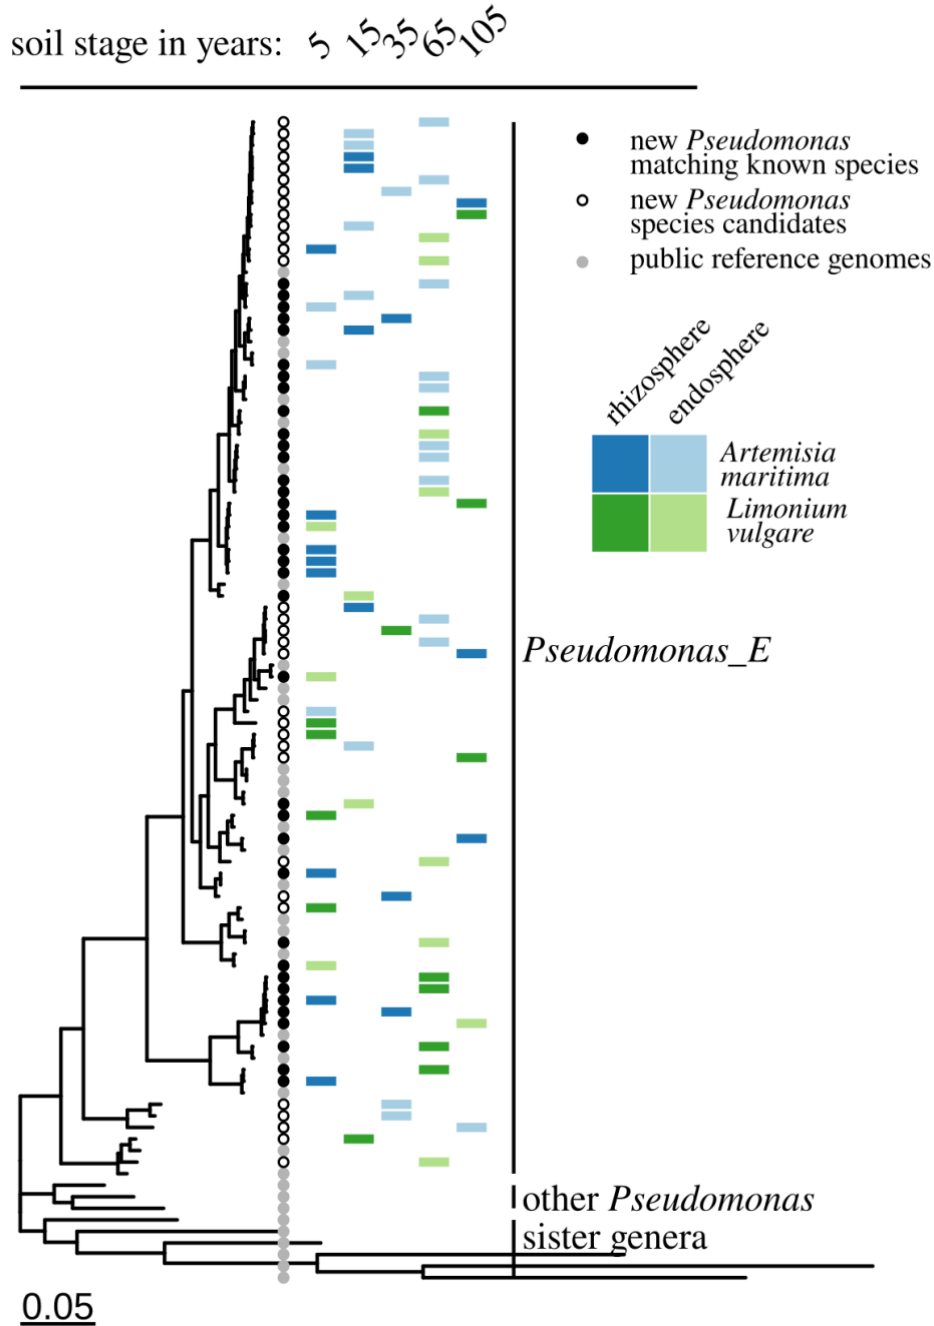 soil stage in years: 5 15 35 65 105
new Pseudomonas
matching known species
new Pseudomonas
species candidates
public reference genomes
rhizosphere
endosphere
Artemisia
maritima
Limonium
vulgare
Pseudomonas_E
other Pseudomonas
sister genera
0.05